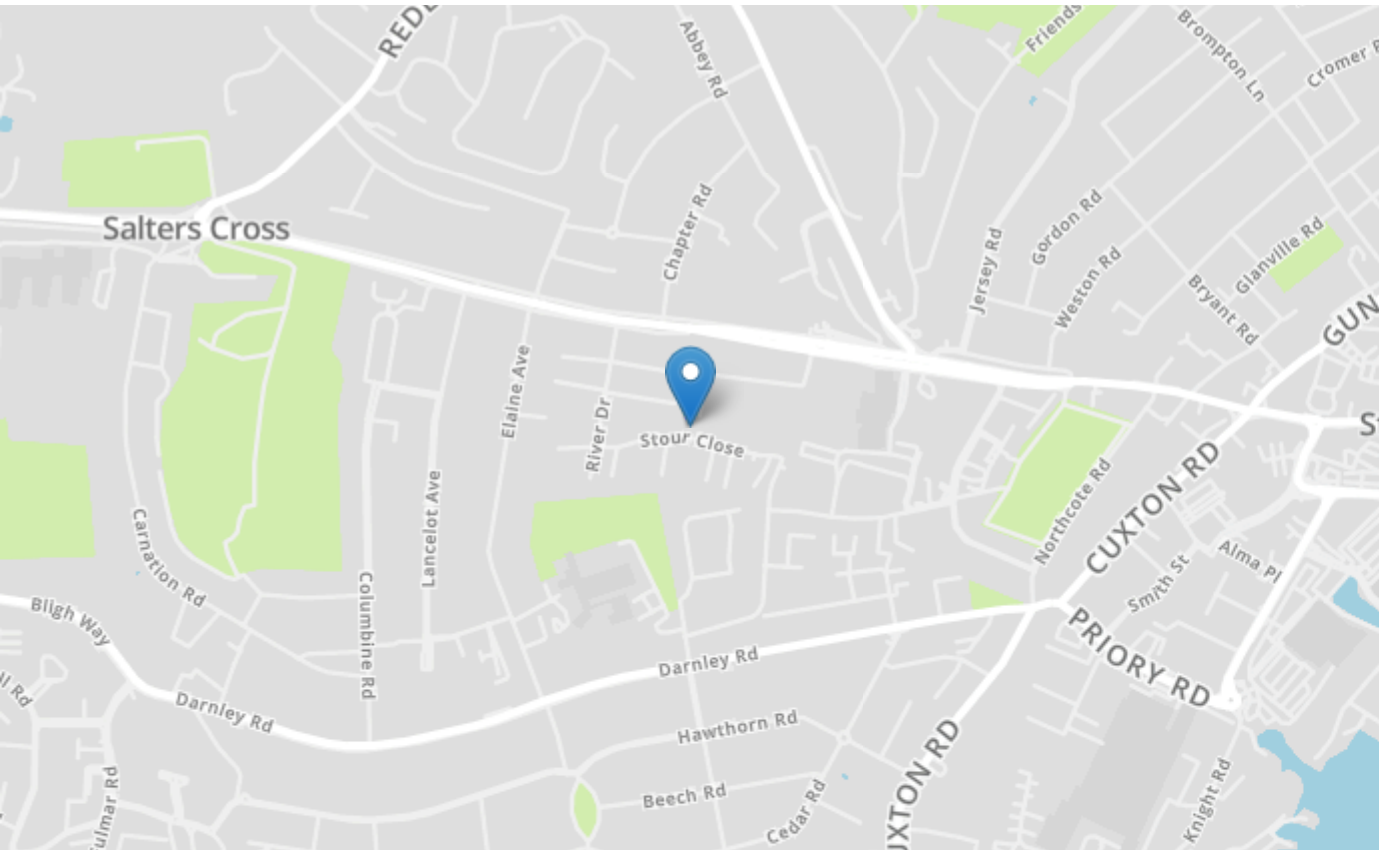 REDE
Abbey Rd
Friends
Brompton Ln
Cromer R
Salters Cross
Chapter Rd
Jersey Rd
Gordon Rd
Weston Rd
Glanville Rd
Bryant Rd
GUN
Elaine Ave
River Dr
Stour Close
St
Lancelot Ave
Northcote Rd
CUXTON RD
Carnation Rd
Columbine Rd
Smith St
Alma Pl
Bligh Way
PRIORY RD
Darnley Rd
ll Rd
Darnley Rd
Hawthorn Rd
UXTON RD
Beech Rd
Cedar Rd
Knight Rd
ulmar Rd